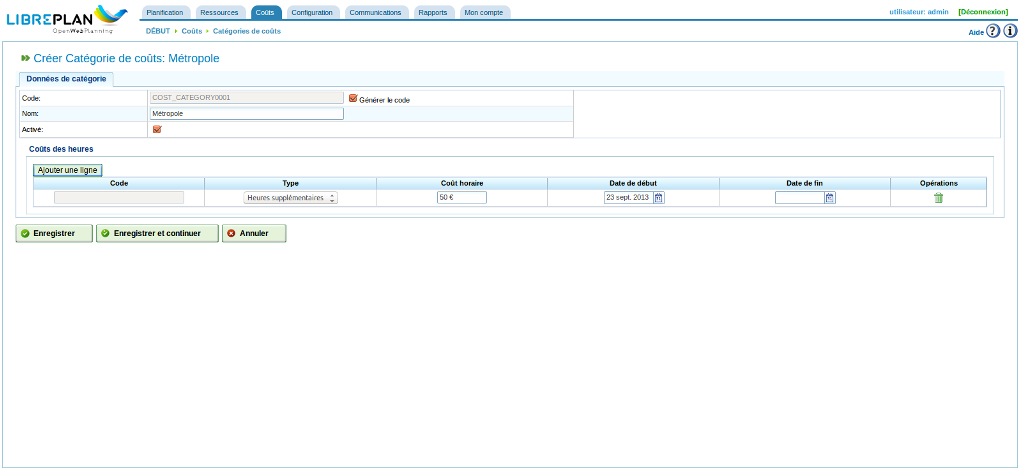 LIBREPLAN
OpenWebPlanning
Planification Ressources Coûts Configuration Communications Rapports Mon compte
utilisateur: admin [Déconnexion]
DÉBUT Coûts Catégories de coûts
Aide
Créer Catégorie de coûts: Métropole
Données de catégorie
Code: COST_CATEGORY0001 Générer le code
Nom: Métropole
Activé:
Coûts des heures
Ajouter une ligne
Code Type Coût horaire Date de début Date de fin Opérations
Heures supplémentaires 50 € 23 sept. 2013
Enregistrer Enregistrer et continuer Annuler